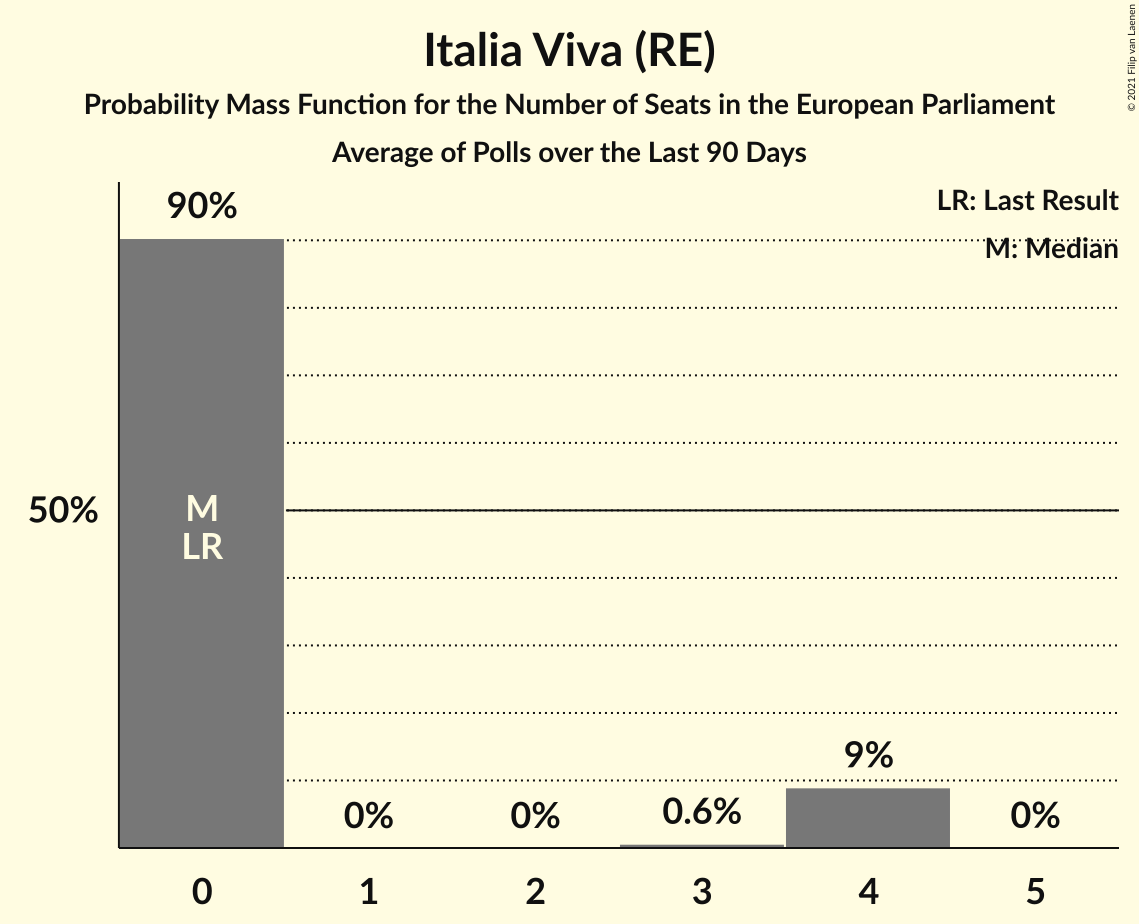 Italia Viva (RE)
Probability Mass Function for the Number of Seats in the European Parliament
Average of Polls over the Last 90 Days
© 2021 Filip van Laenen
LR: Last Result
M: Median
90%
50%
M
LR
0%
0%
0.6%
9%
0%
0
1
2
3
4
5